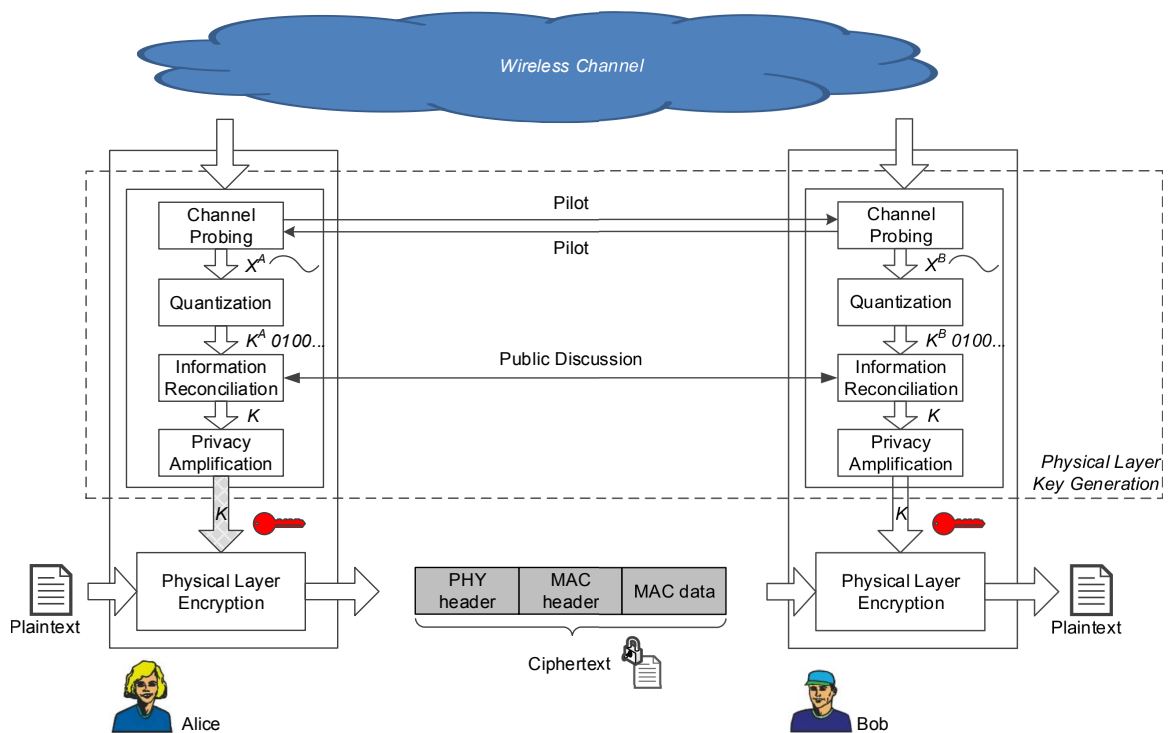 Wireless Channel
Pilot
Pilot
Channel
Probing
X^A
Quantization
K^A 0100...
Information
Reconciliation
K
Privacy
Amplification
K
Public Discussion
Channel
Probing
X^B
Quantization
K^B 0100...
Information
Reconciliation
K
Privacy
Amplification
K
Physical Layer
Key Generation
Plaintext
Physical Layer
Encryption
PHY
header
MAC
header
MAC data
Ciphertext
Physical Layer
Encryption
Plaintext
Alice
Bob